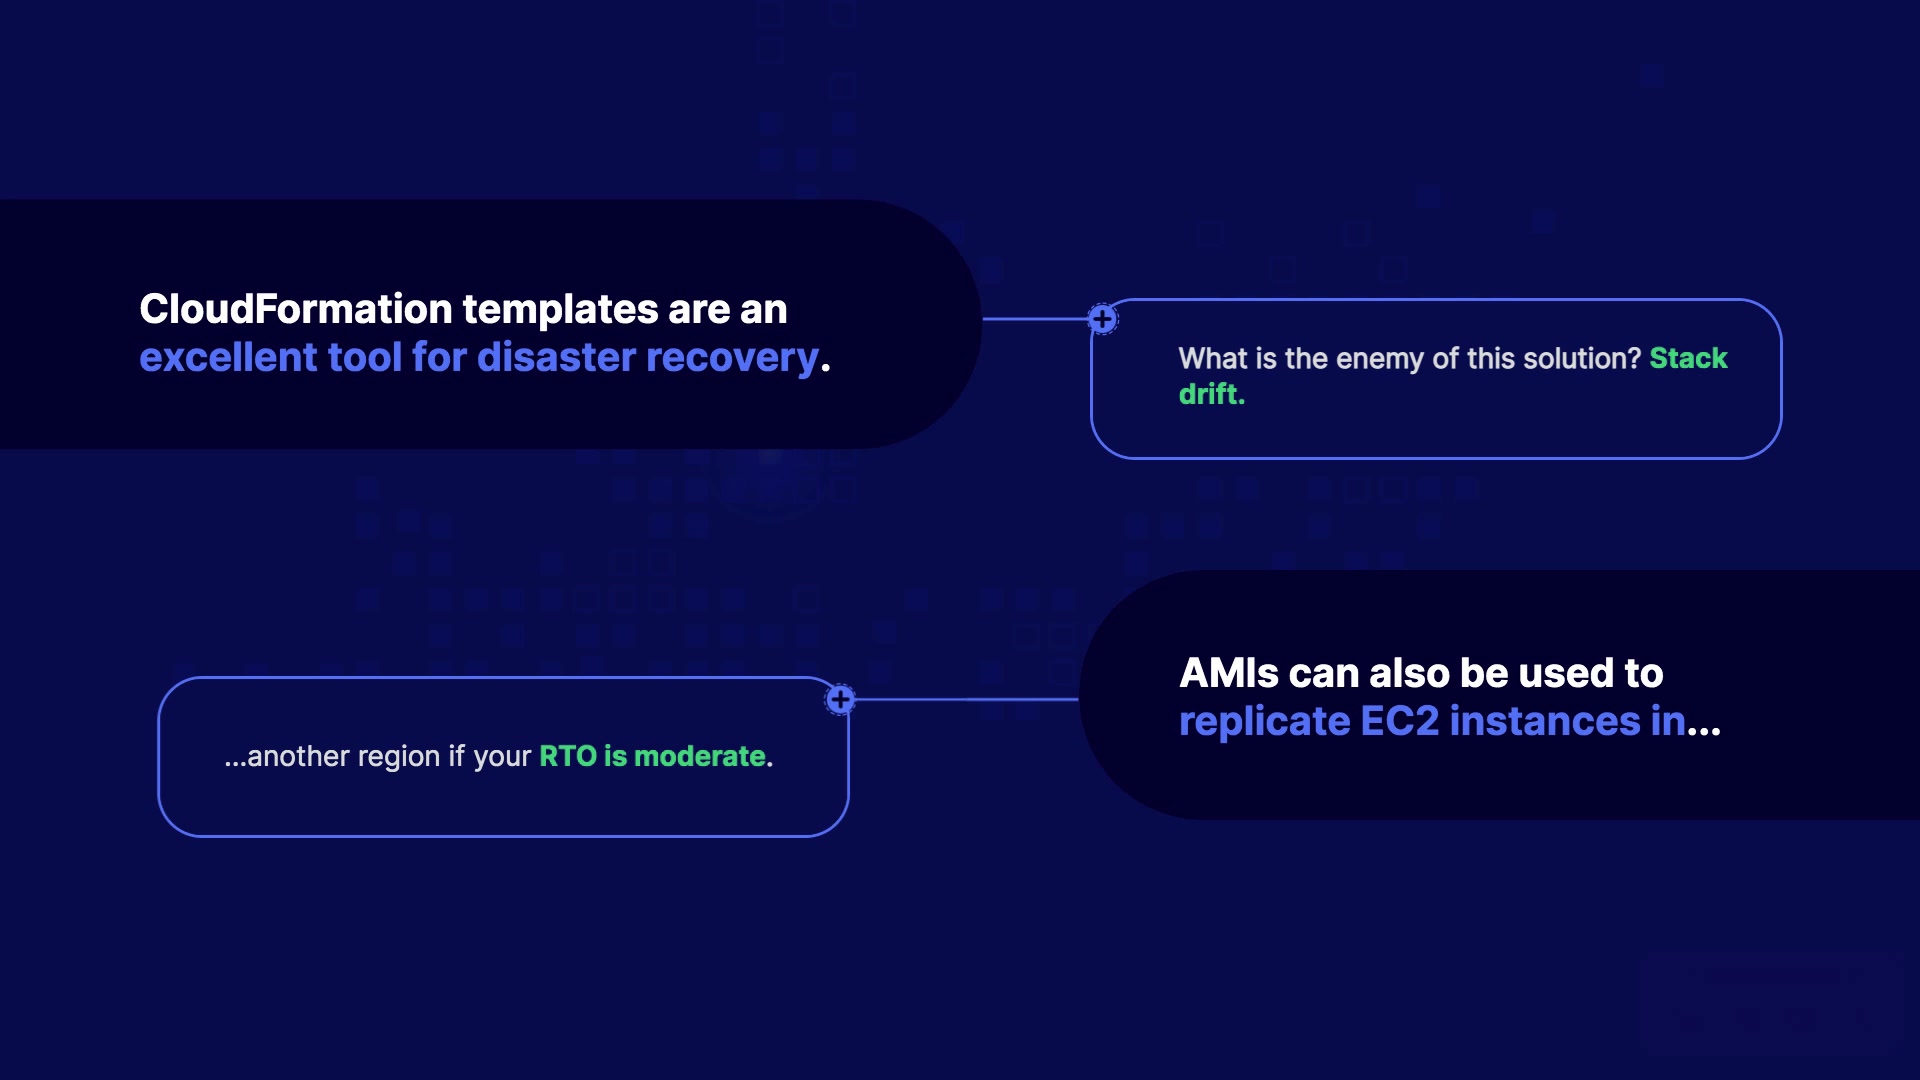 CloudFormation templates are an
excellent tool for disaster recovery.
What is the enemy of this solution? Stack
drift.
AMIs can also be used to
replicate EC2 instances in...
...another region if your RTO is moderate.